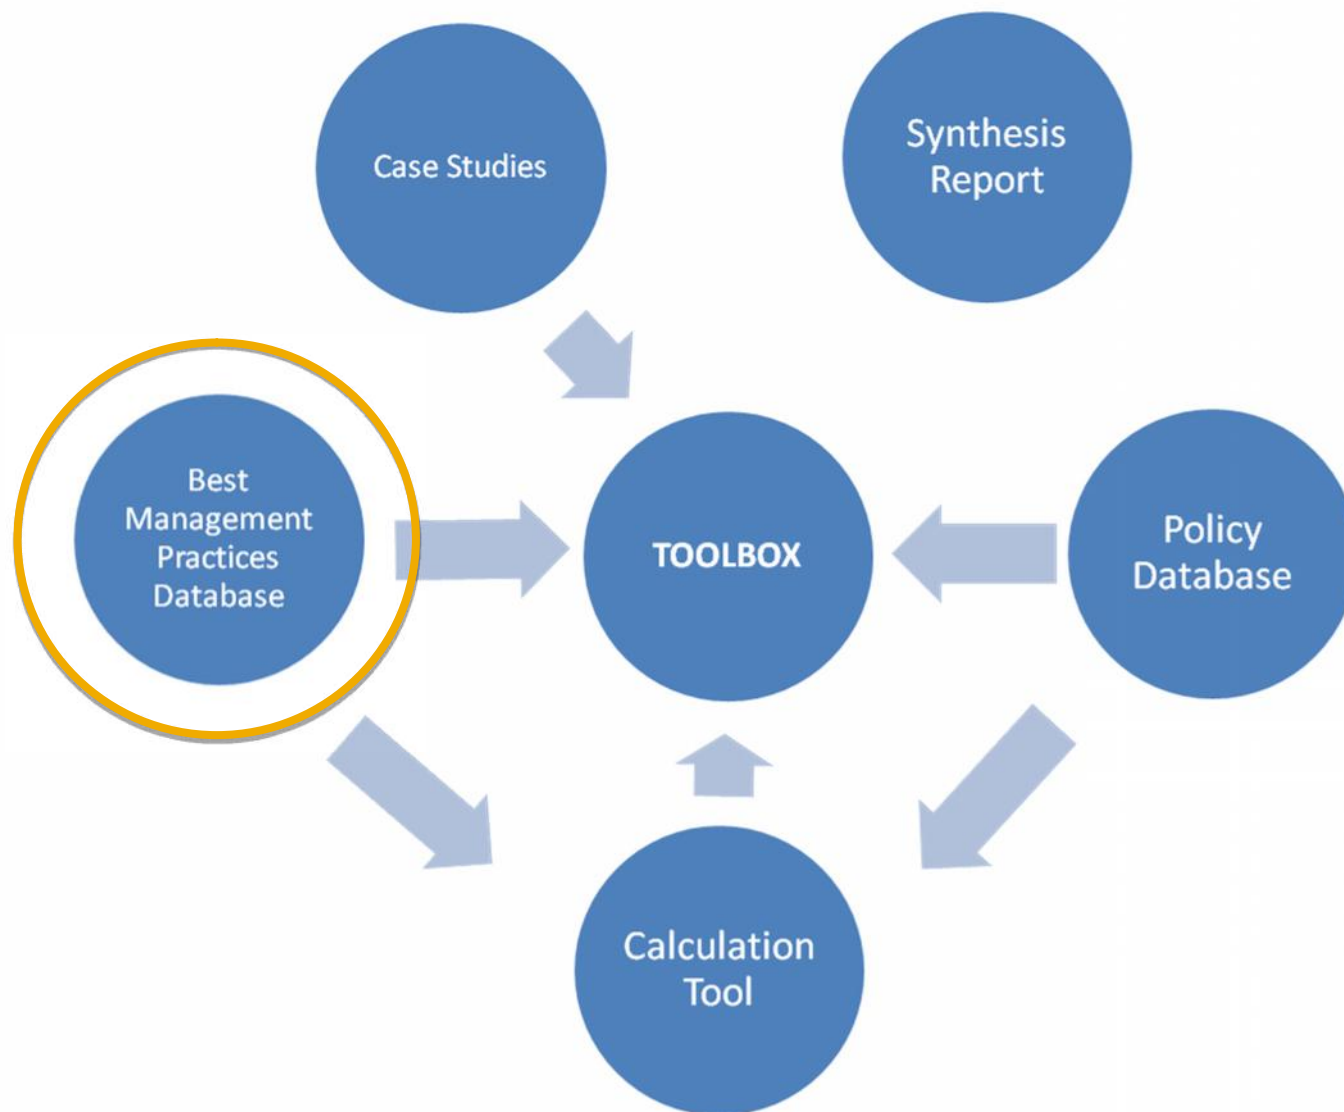 Case Studies
Synthesis
Report
Best
Management
Practices
Database
TOOLBOX
Policy
Database
Calculation
Tool